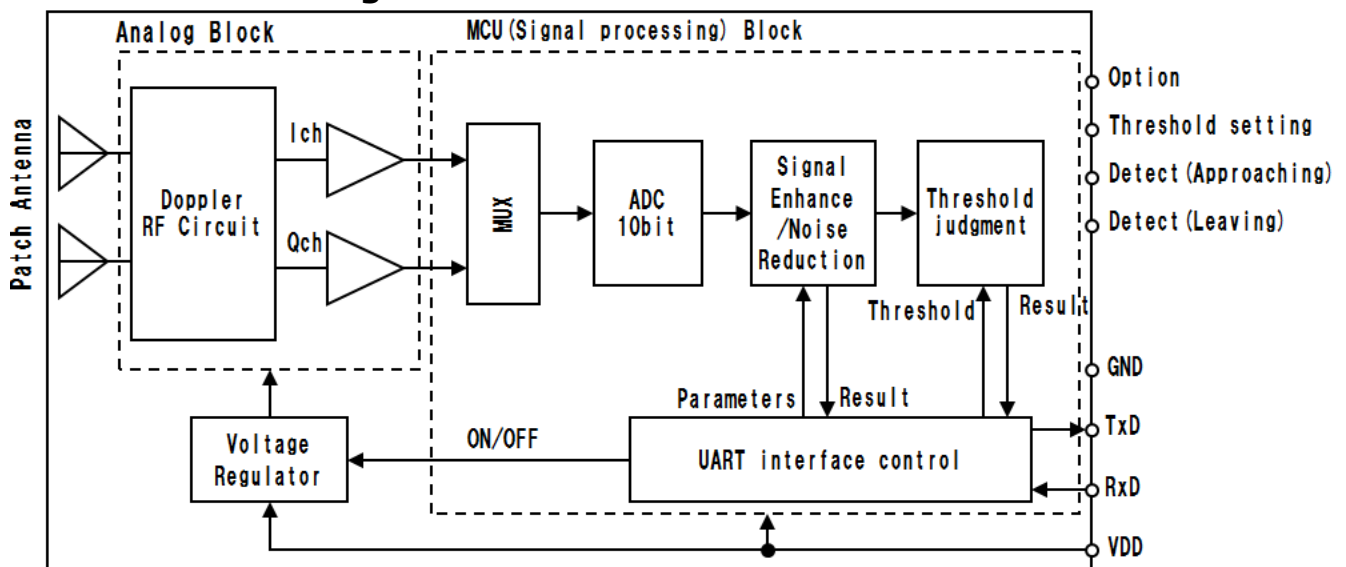 Analog Block
MCU(Signal processing) Block
Patch Antenna
Doppler
RF Circuit
Ich
Qch
MUX
ADC
10bit
Signal
Enhance
/Noise
Reduction
Threshold
judgment
Option
Threshold setting
Detect(Approaching)
Detect(Leaving)
Threshold
Result
GND
Parameters
Result
TxD
Voltage
Regulator
ON/OFF
UART interface control
RxD
VDD